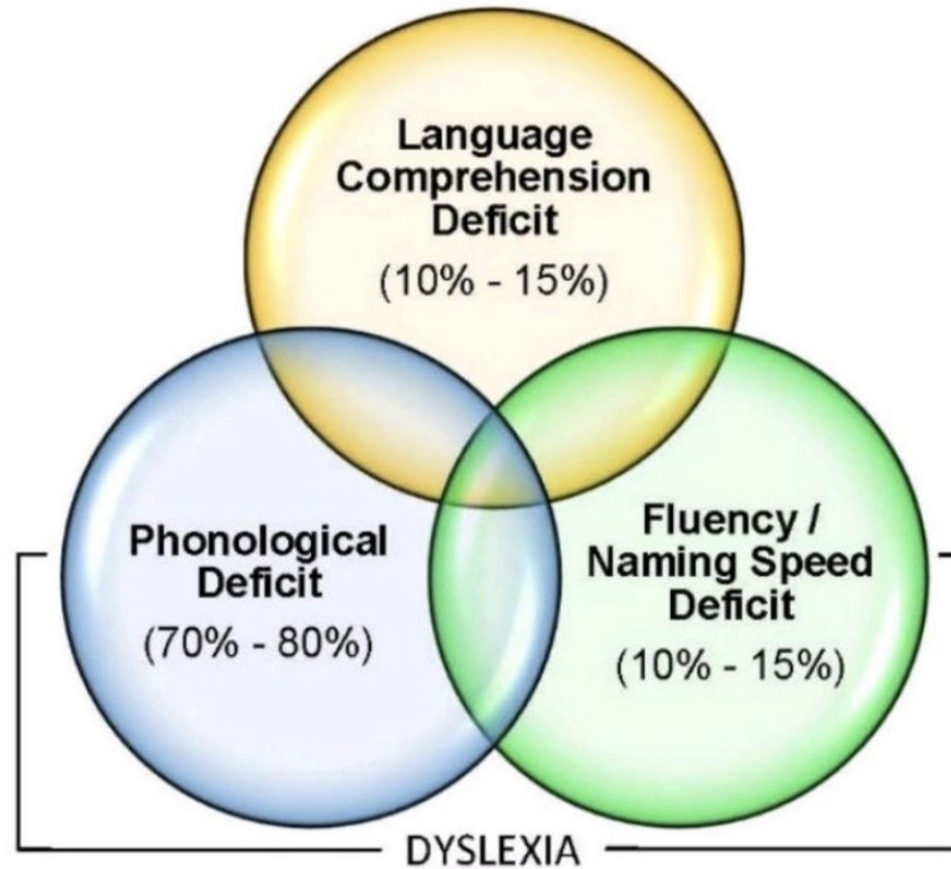 Language
Comprehension
Deficit
(10% - 15%)
Phonological
Deficit
(70% - 80%)
Fluency /
Naming Speed
Deficit
(10% - 15%)
DYSLEXIA